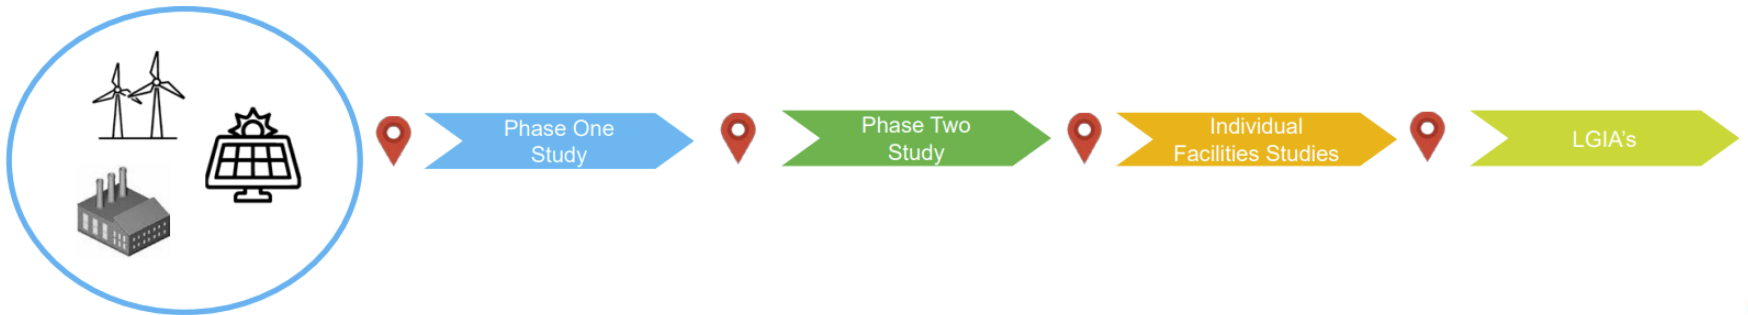 Phase One
Study
Phase Two
Study
Individual
Facilities Studies
LGIA's